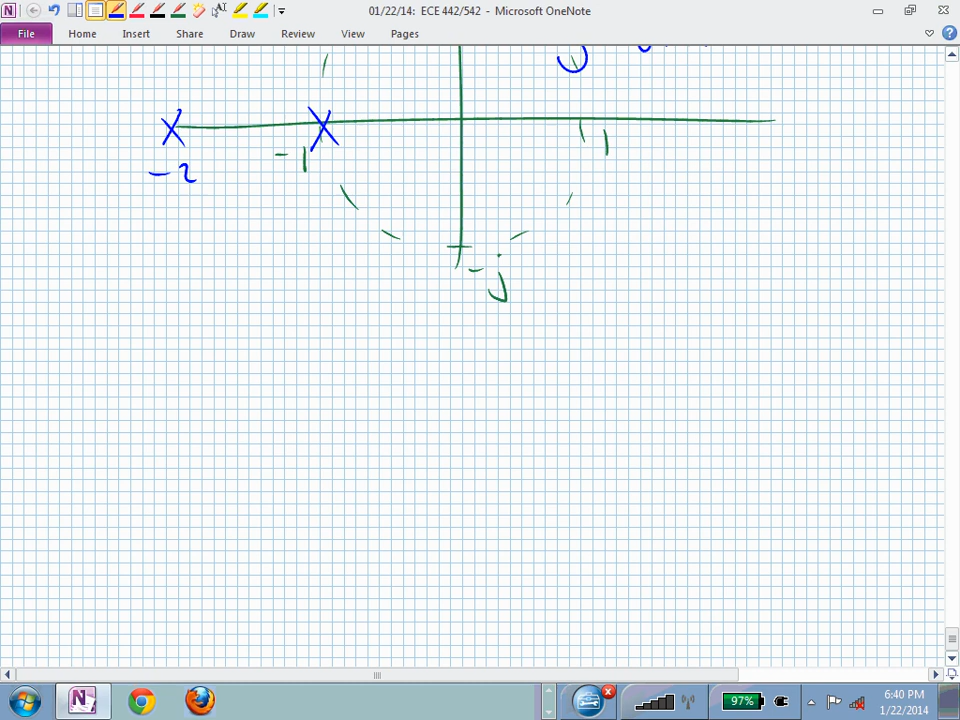 01/22/14: ECE 442/542 - Microsoft OneNote
File Home Insert Share Draw Review View Pages
-2 -1 1
-j
97% 6:40 PM
1/22/2014